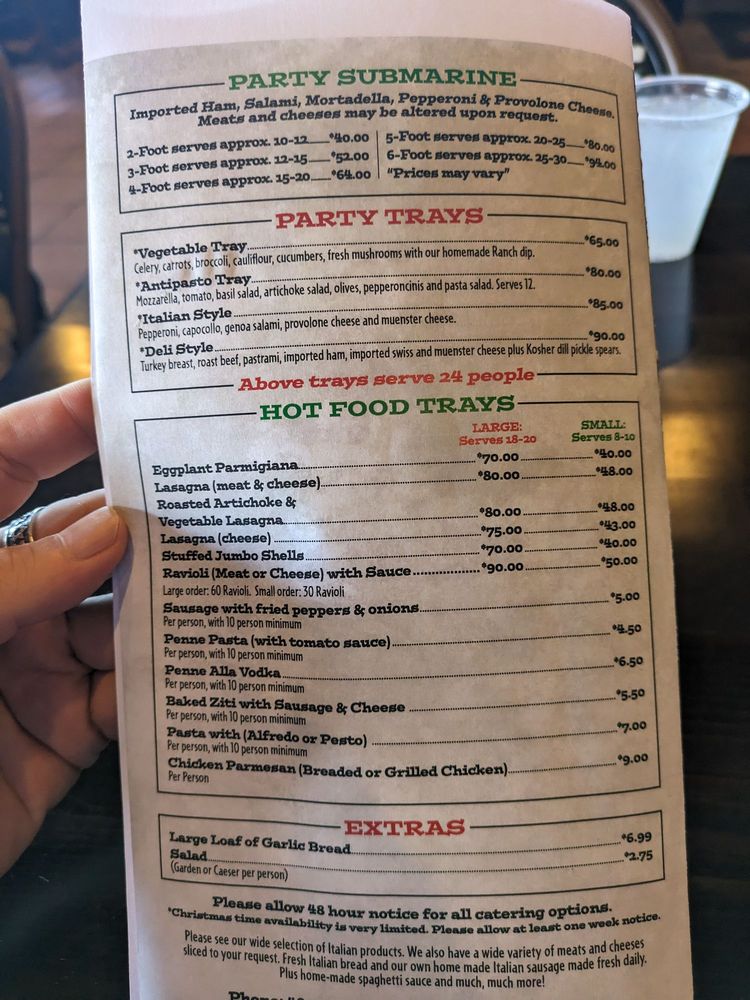 PARTY SUBMARINE
Imported Ham, Salami, Mortadella, Pepperoni & Provolone Cheese.
Meats and cheeses may be altered upon request.
2-Foot serves approx. 10-12 $40.00
3-Foot serves approx. 12-15 $52.00
4-Foot serves approx. 15-20 $64.00
5-Foot serves approx. 20-25 $80.00
6-Foot serves approx. 25-30 $94.00
"Prices may vary"
PARTY TRAYS
*Vegetable Tray $65.00
Celery, carrots, broccoli, cauliflour, cucumbers, fresh mushrooms with our homemade Ranch dip.
*Antipasto Tray $80.00
Mozzarella, tomato, basil salad, artichoke salad, olives, pepperoncinis and pasta salad. Serves 12.
*Italian Style $85.00
Pepperoni, capocollo, genoa salami, provolone cheese and muenster cheese.
*Deli Style $90.00
Turkey breast, roast beef, pastrami, imported ham, imported swiss and muenster cheese plus Kosher dill pickle spears.
Above trays serve 24 people
HOT FOOD TRAYS
LARGE: SMALL:
Serves 18-20 Serves 8-10
Eggplant Parmigiana $70.00 $40.00
Lasagna (meat & cheese) $80.00 $48.00
Roasted Artichoke &
Vegetable Lasagna $80.00 $48.00
Lasagna (cheese) $75.00 $43.00
Stuffed Jumbo Shells $70.00 $40.00
Ravioli (Meat or Cheese) with Sauce $90.00 $50.00
Large order: 60 Ravioli. Small order: 30 Ravioli
Sausage with fried peppers & onions $5.00
Per person, with 10 person minimum
Penne Pasta (with tomato sauce) $4.50
Per person, with 10 person minimum
Penne Alla Vodka $6.50
Per person, with 10 person minimum
Baked Ziti with Sausage & Cheese $5.50
Per person, with 10 person minimum
Pasta with (Alfredo or Pesto) $7.00
Per person, with 10 person minimum
Chicken Parmesan (Breaded or Grilled Chicken) $9.00
Per Person
EXTRAS
Large Loaf of Garlic Bread $6.99
Salad $2.75
(Garden or Caeser per person)
Please allow 48 hour notice for all catering options.
*Christmas time availability is very limited. Please allow at least one week notice.
Please see our wide selection of Italian products. We also have a wide variety of meats and cheeses
sliced to your request. Fresh Italian bread and our own home made Italian sausage made fresh daily.
Plus home-made spaghetti sauce and much, much more!